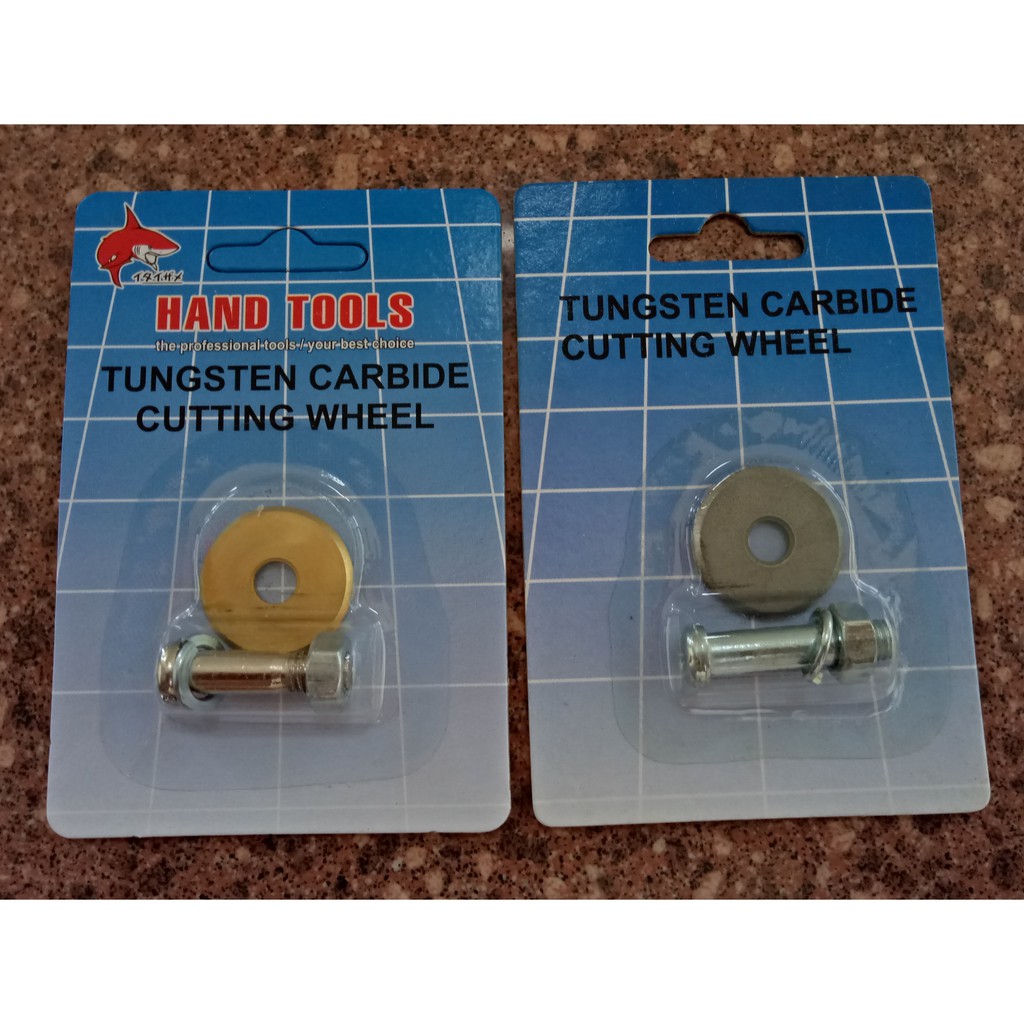 HAND TOOLS
the professional tools / your best choice
TUNGSTEN CARBIDE
CUTTING WHEEL
TUNGSTEN CARBIDE
CUTTING WHEEL